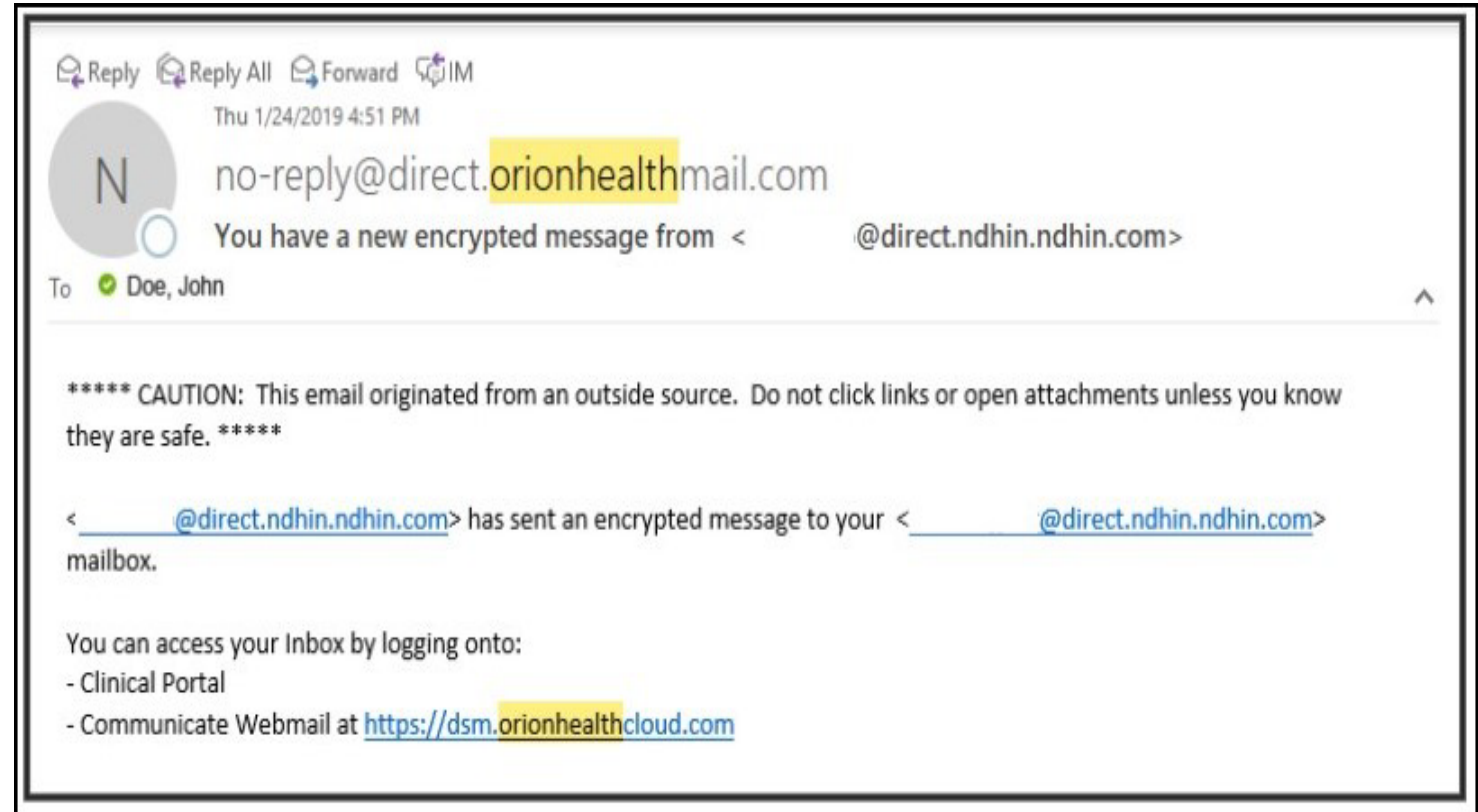 Reply Reply All Forward IM
Thu 1/24/2019 4:51 PM
N
no-reply@direct.orionhealthmail.com
You have a new encrypted message from < @direct.ndhin.ndhin.com>
To Doe, John
***** CAUTION: This email originated from an outside source. Do not click links or open attachments unless you know
they are safe. *****
< @direct.ndhin.ndhin.com> has sent an encrypted message to your < @direct.ndhin.ndhin.com>
mailbox.
You can access your Inbox by logging onto:
- Clinical Portal
- Communicate Webmail at https://dsm.orionhealthcloud.com